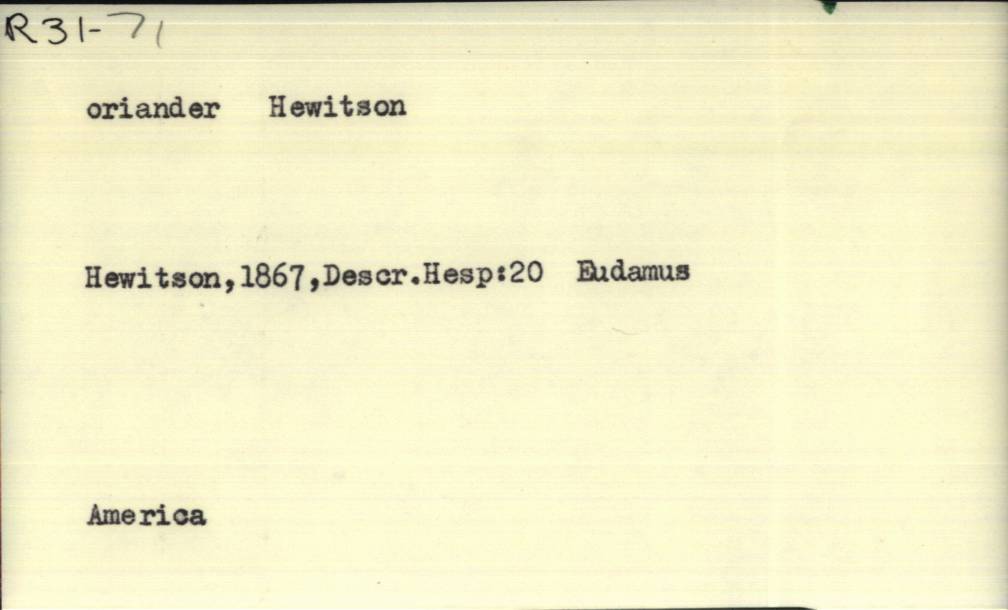 R31-71
oriander Hewitson
Hewitson,1867,Descr.Hesp:20 Eudamus
America